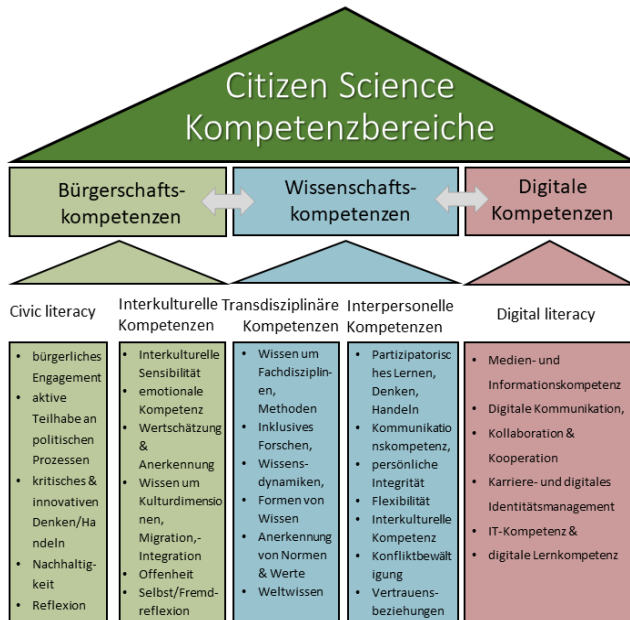 Citizen Science
Kompetenzbereiche
Bürgerschafts-
kompetenzen
Wissenschafts-
kompetenzen
Digitale
Kompetenzen
Civic literacy
Interkulturelle
Kompetenzen
Transdisziplinäre
Kompetenzen
Interpersonelle
Kompetenzen
Digital literacy
• bürgerliches
Engagement
• aktive
Teilhabe an
politischen
Prozessen
• kritisches &
innovativen
Denken/Ha
ndeln
• Nachhaltig-
keit
• Reflexion
• Interkulturelle
Sensibilität
• emotionale
Kompetenz
• Wertschätzung
&
Anerkennung
• Wissen um
Kulturdimensio
nen,
Migration,-
Integration
• Offenheit
• Selbst/Fremd-
reflexion
• Wissen um
Fachdisziplin
en,
Methoden
• Inklusives
Forschen,
• Wissens-
dynamiken,
• Formen von
Wissen
• Anerkennung
von Normen
& Werte
• Weltwissen
• Partizipatoris
ches Lernen,
Denken,
Handeln
• Kommunikati
onskompetenz,
• persönliche
Integrität
• Flexibilität
• Interkulturelle
Kompetenz
• Konfliktbewält
igung
• Vertrauens-
beziehungen
• Medien- und
Informationskompetenz
• Digitale Kommunikation,
• Kollaboration &
Kooperation
• Karriere- und digitales
Identitätsmanagement
• IT-Kompetenz &
• digitale Lernkompetenz